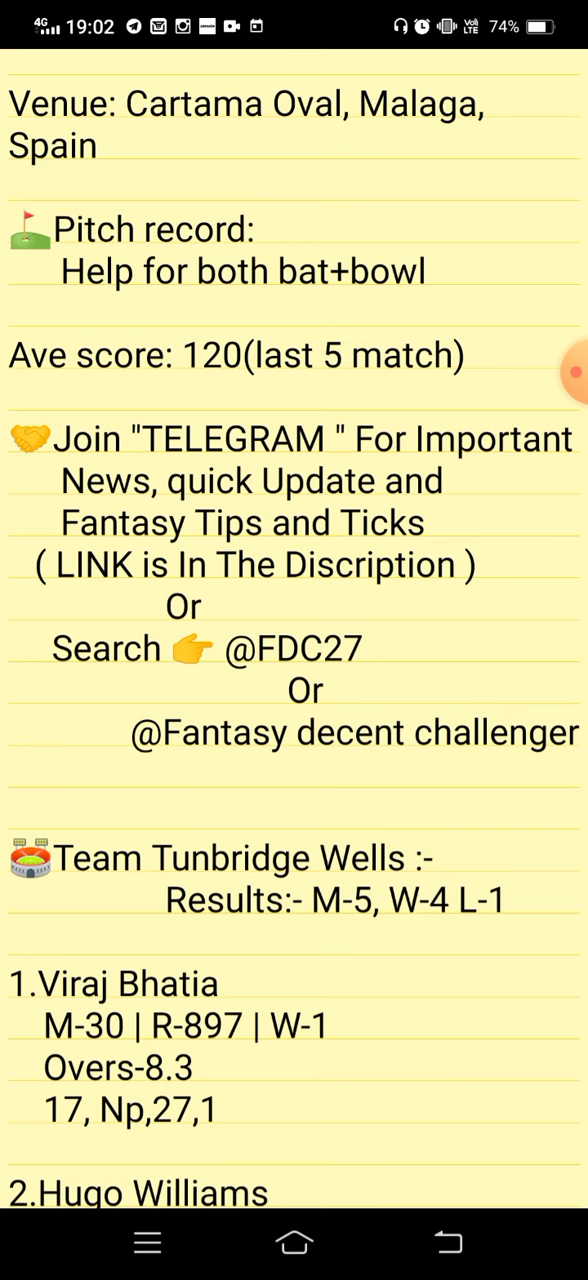 4G 19:02 Vol LTE 74%
Venue: Cartama Oval, Malaga,
Spain
Pitch record:
Help for both bat+bowl
Ave score: 120(last 5 match)
Join "TELEGRAM " For Important
News, quick Update and
Fantasy Tips and Ticks
( LINK is In The Discription )
Or
Search 👉 @FDC27
Or
@Fantasy decent challenger
Team Tunbridge Wells :-
Results:- M-5, W-4 L-1
1.Viraj Bhatia
M-30 | R-897 | W-1
Overs-8.3
17, Np,27,1
2.Hugo Williams